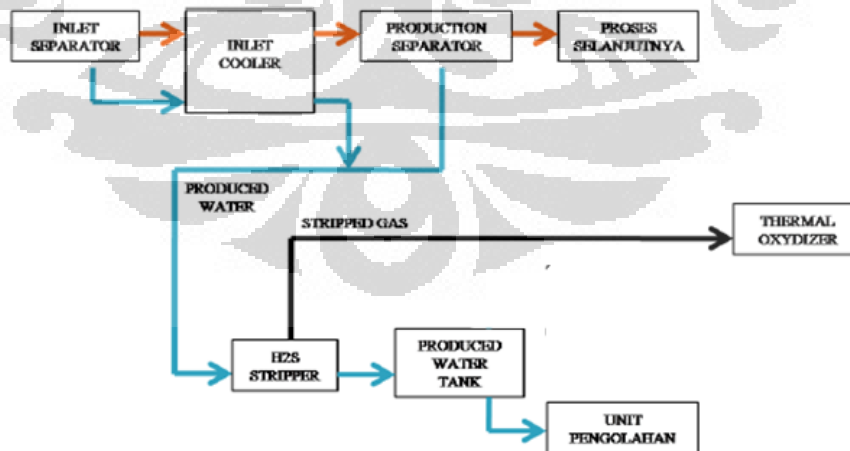 INLET
SEPARATOR
INLET
COOLER
PRODUCTION
SEPARATOR
PROSES
SELANJUTNYA
PRODUCED
WATER
STRIPPED GAS
THERMAL
OXYDIZER
H2S
STRIPPER
PRODUCED
WATER
TANK
UNIT
PENGOLAHAN